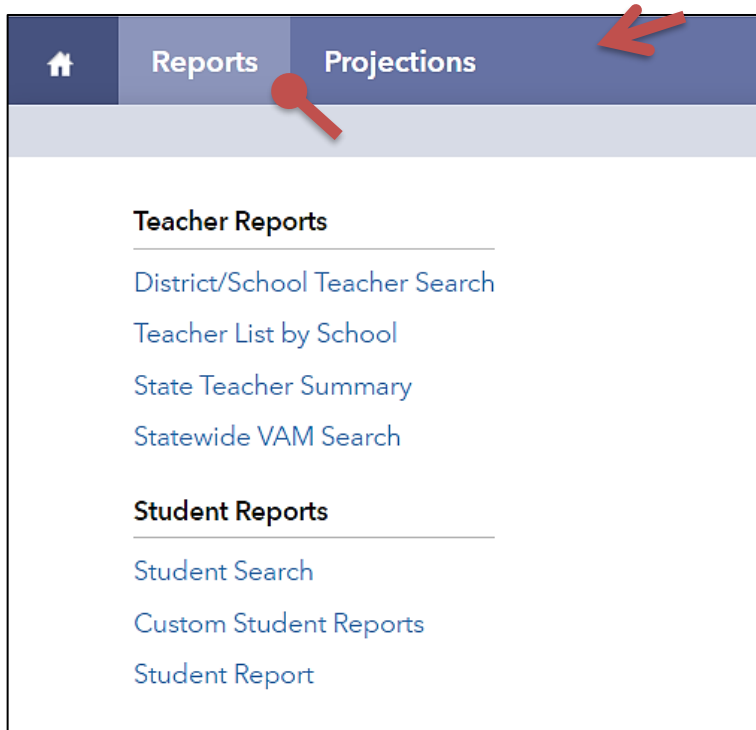 Reports Projections
Teacher Reports
District/School Teacher Search
Teacher List by School
State Teacher Summary
Statewide VAM Search
Student Reports
Student Search
Custom Student Reports
Student Report